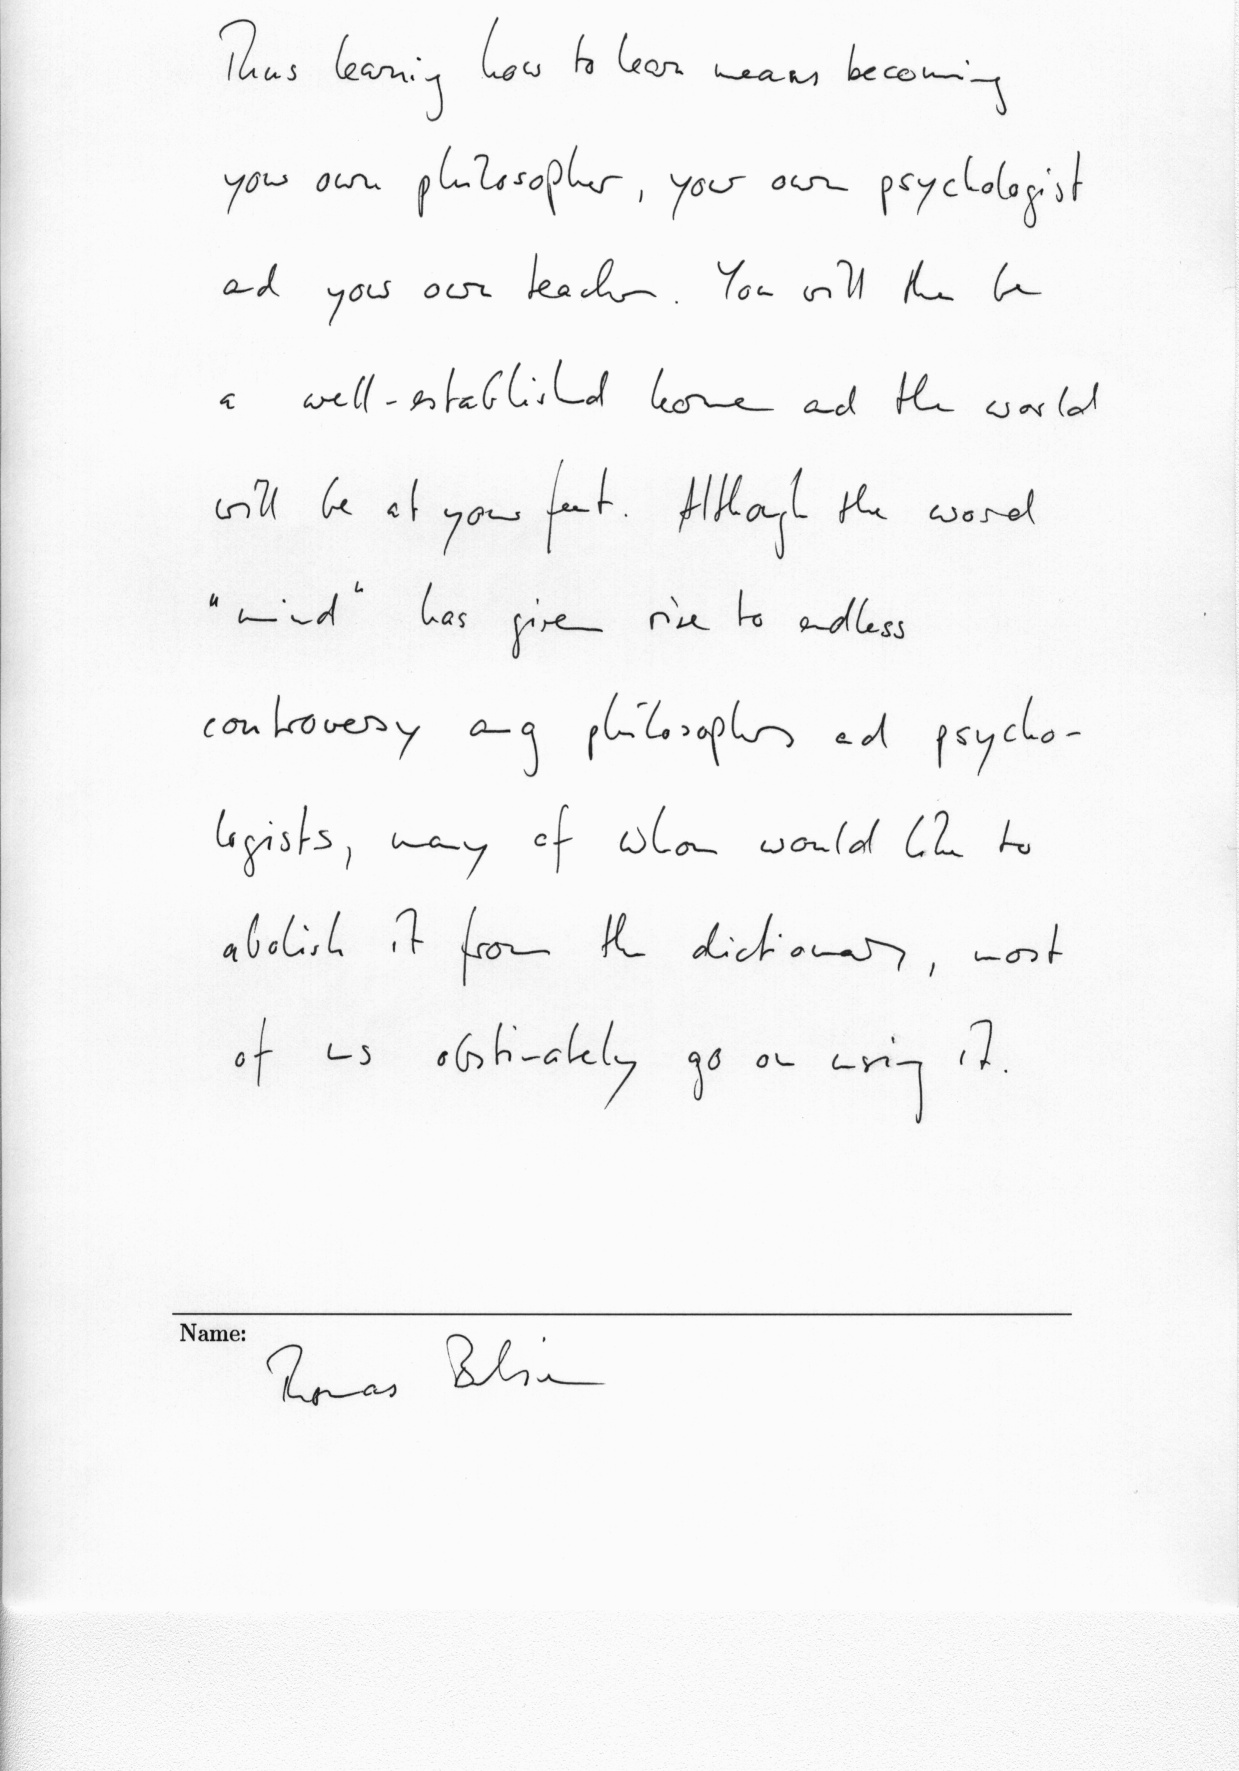 Thus learning how to learn means becoming
your own philosopher, your own psychologist
and your own teacher. You will then be
a well-established home and the world
will be at your feet. Although the word
"mind" has given rise to endless
controversy among philosophers and psycho-
logists, many of whom would like to
abolish it from the dictionary, most
of us obstinately go on using it.
Name:
Thomas